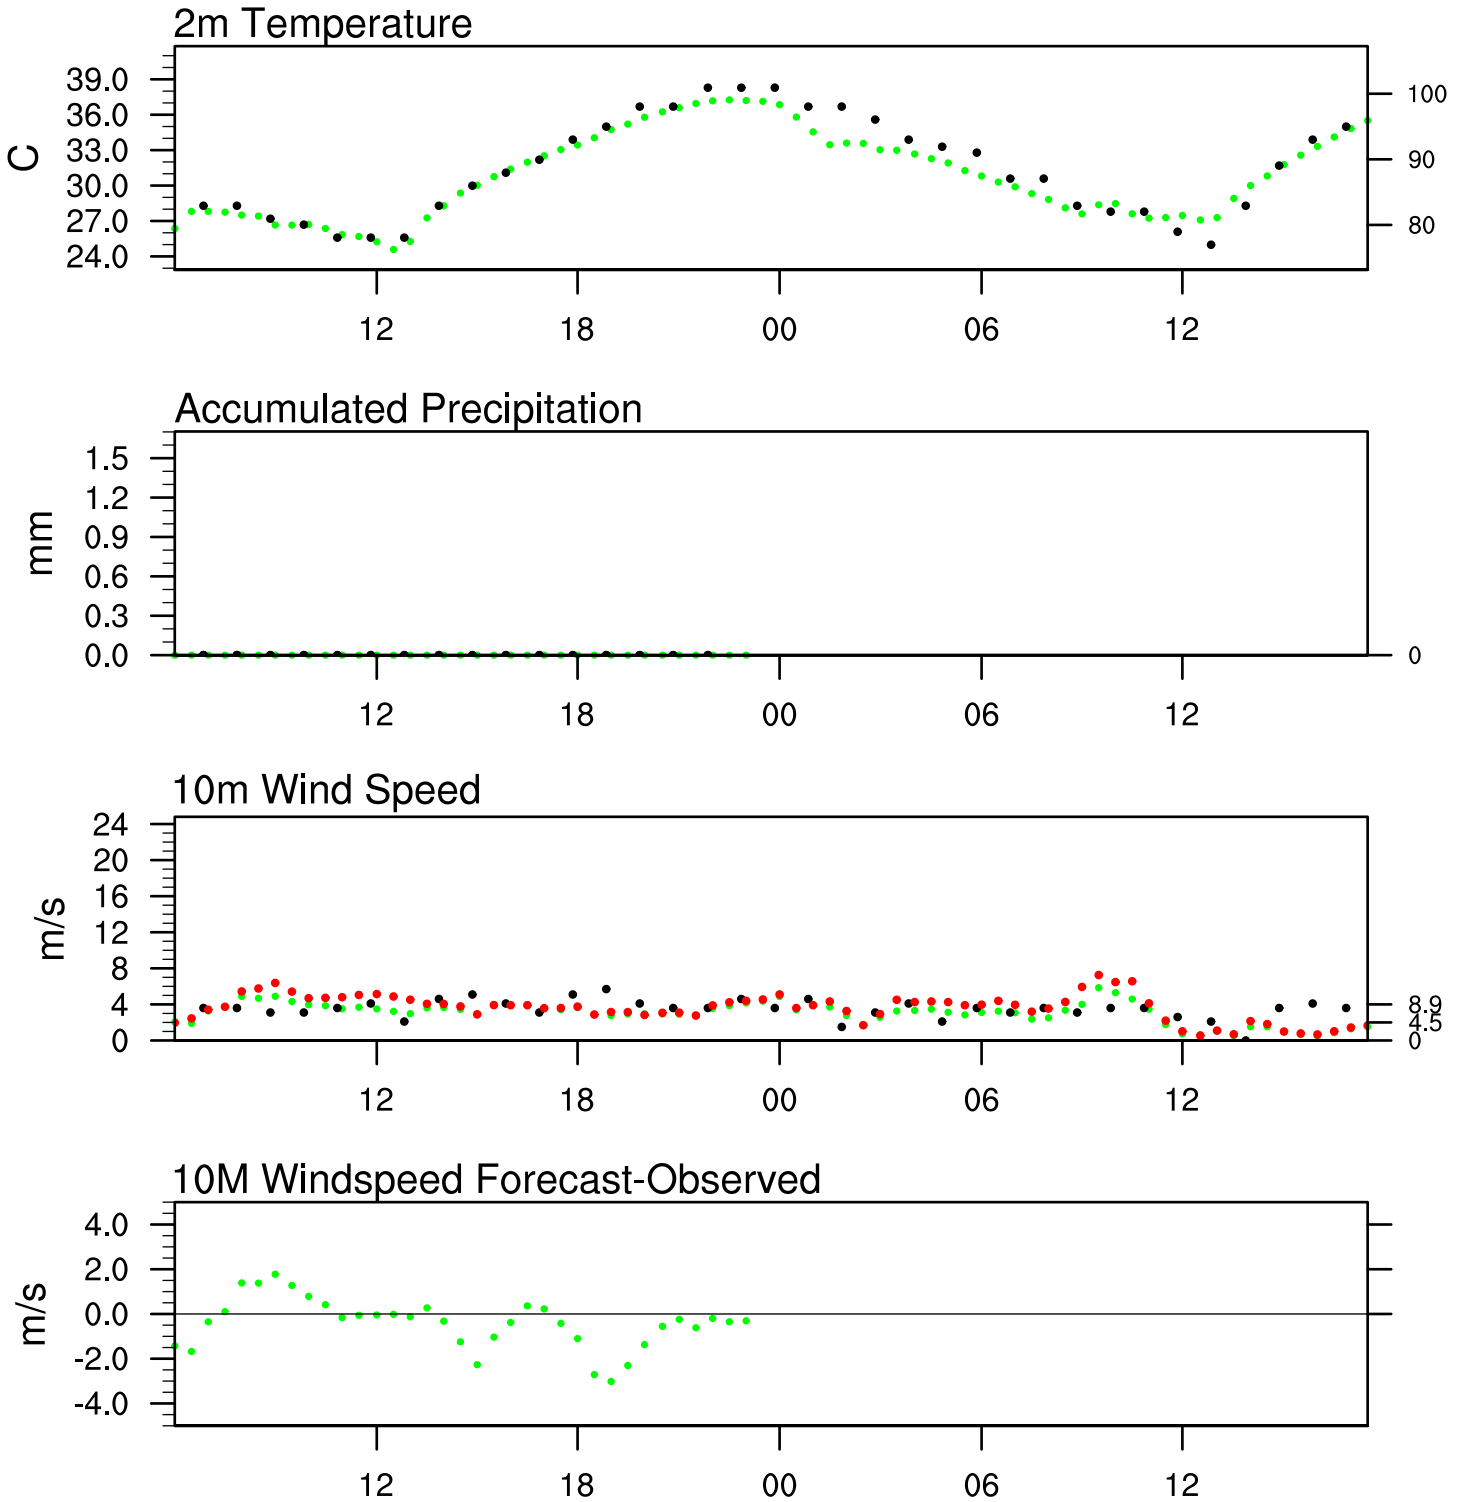 2m Temperature
39.0
36.0
33.0
30.0
27.0
24.0
C
100
90
80
12 18 00 06 12
Accumulated Precipitation
1.5
1.2
0.9
0.6
0.3
0.0
mm
0
12 18 00 06 12
10m Wind Speed
24
20
16
12
8
4
0
m/s
8.9
4.5
0
12 18 00 06 12
10M Windspeed Forecast-Observed
4.0
2.0
0.0
-2.0
-4.0
m/s
12 18 00 06 12